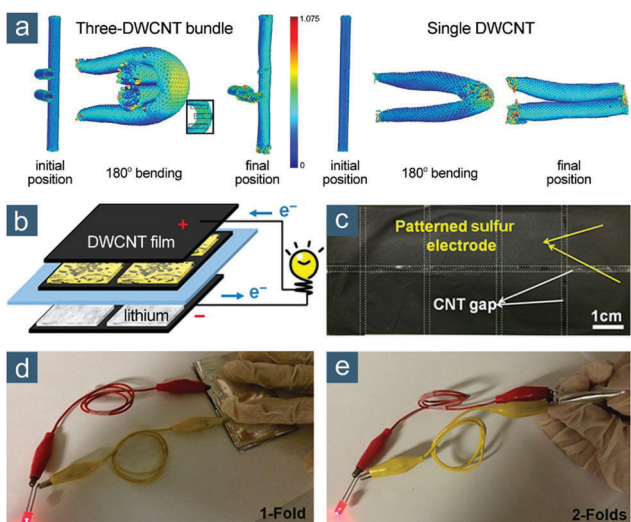 a
Three-DWCNT bundle
1.075
0
Single DWCNT
initial
position
180° bending
final
position
initial
position
180° bending
final
position
b
+
e⁻
DWCNT film
lithium
e⁻
−
c
Patterned sulfur
electrode
CNT gap
1cm
d
1-Fold
e
2-Folds